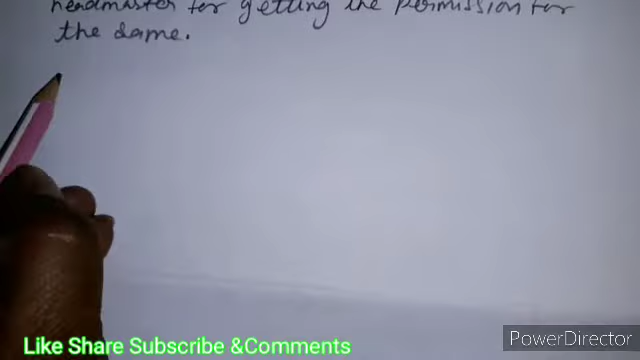 headmaster for getting the permission for
the same.
Like Share Subscribe &Comments
PowerDirector